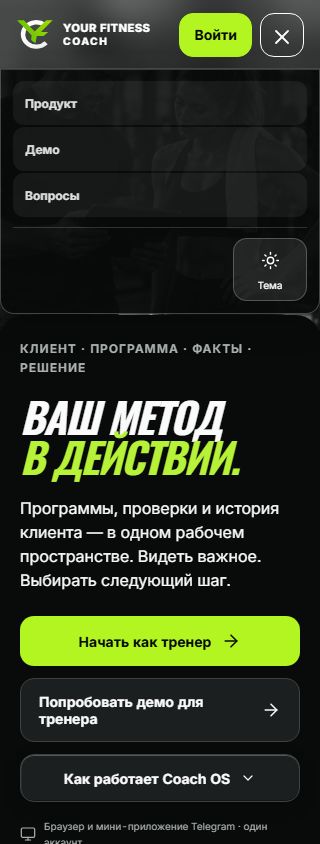 YOUR FITNESS
COACH
Войти
Продукт
Демо
Вопросы
Тема
КЛИЕНТ · ПРОГРАММА · ФАКТЫ ·
РЕШЕНИЕ
ВАШ МЕТОД
В ДЕЙСТВИИ.
Программы, проверки и история
клиента — в одном рабочем
пространстве. Видеть важное.
Выбирать следующий шаг.
Начать как тренер
Попробовать демо для
тренера
Как работает Coach OS
Браузер и мини-приложение Telegram · один
аккаунт